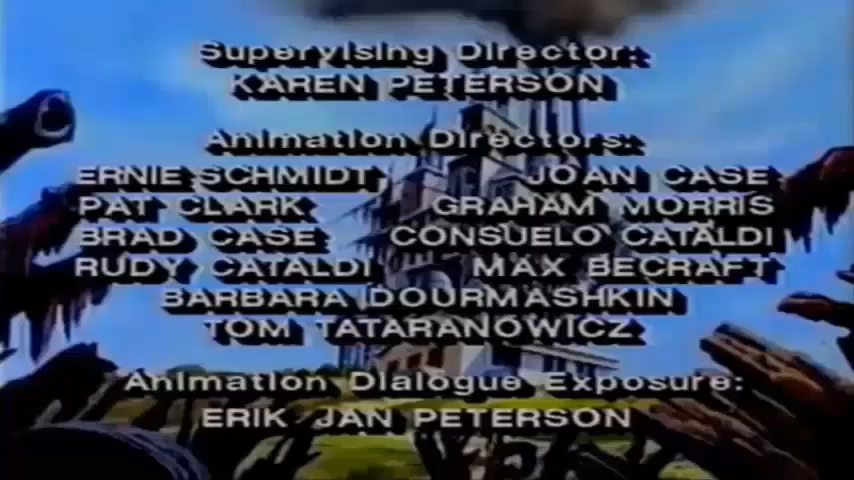 Supervising Director:
KAREN PETERSON
Animation Directors:
ERNIE SCHMIDT JOAN CASE
PAT CLARK GRAHAM MORRIS
BRAD CASE CONSUELO CATALDI
RUDY CATALDI MAX BECRAFT
BARBARA DOURMASHKIN
TOM TATARANOWICZ
Animation Dialogue Exposure:
ERIK JAN PETERSON